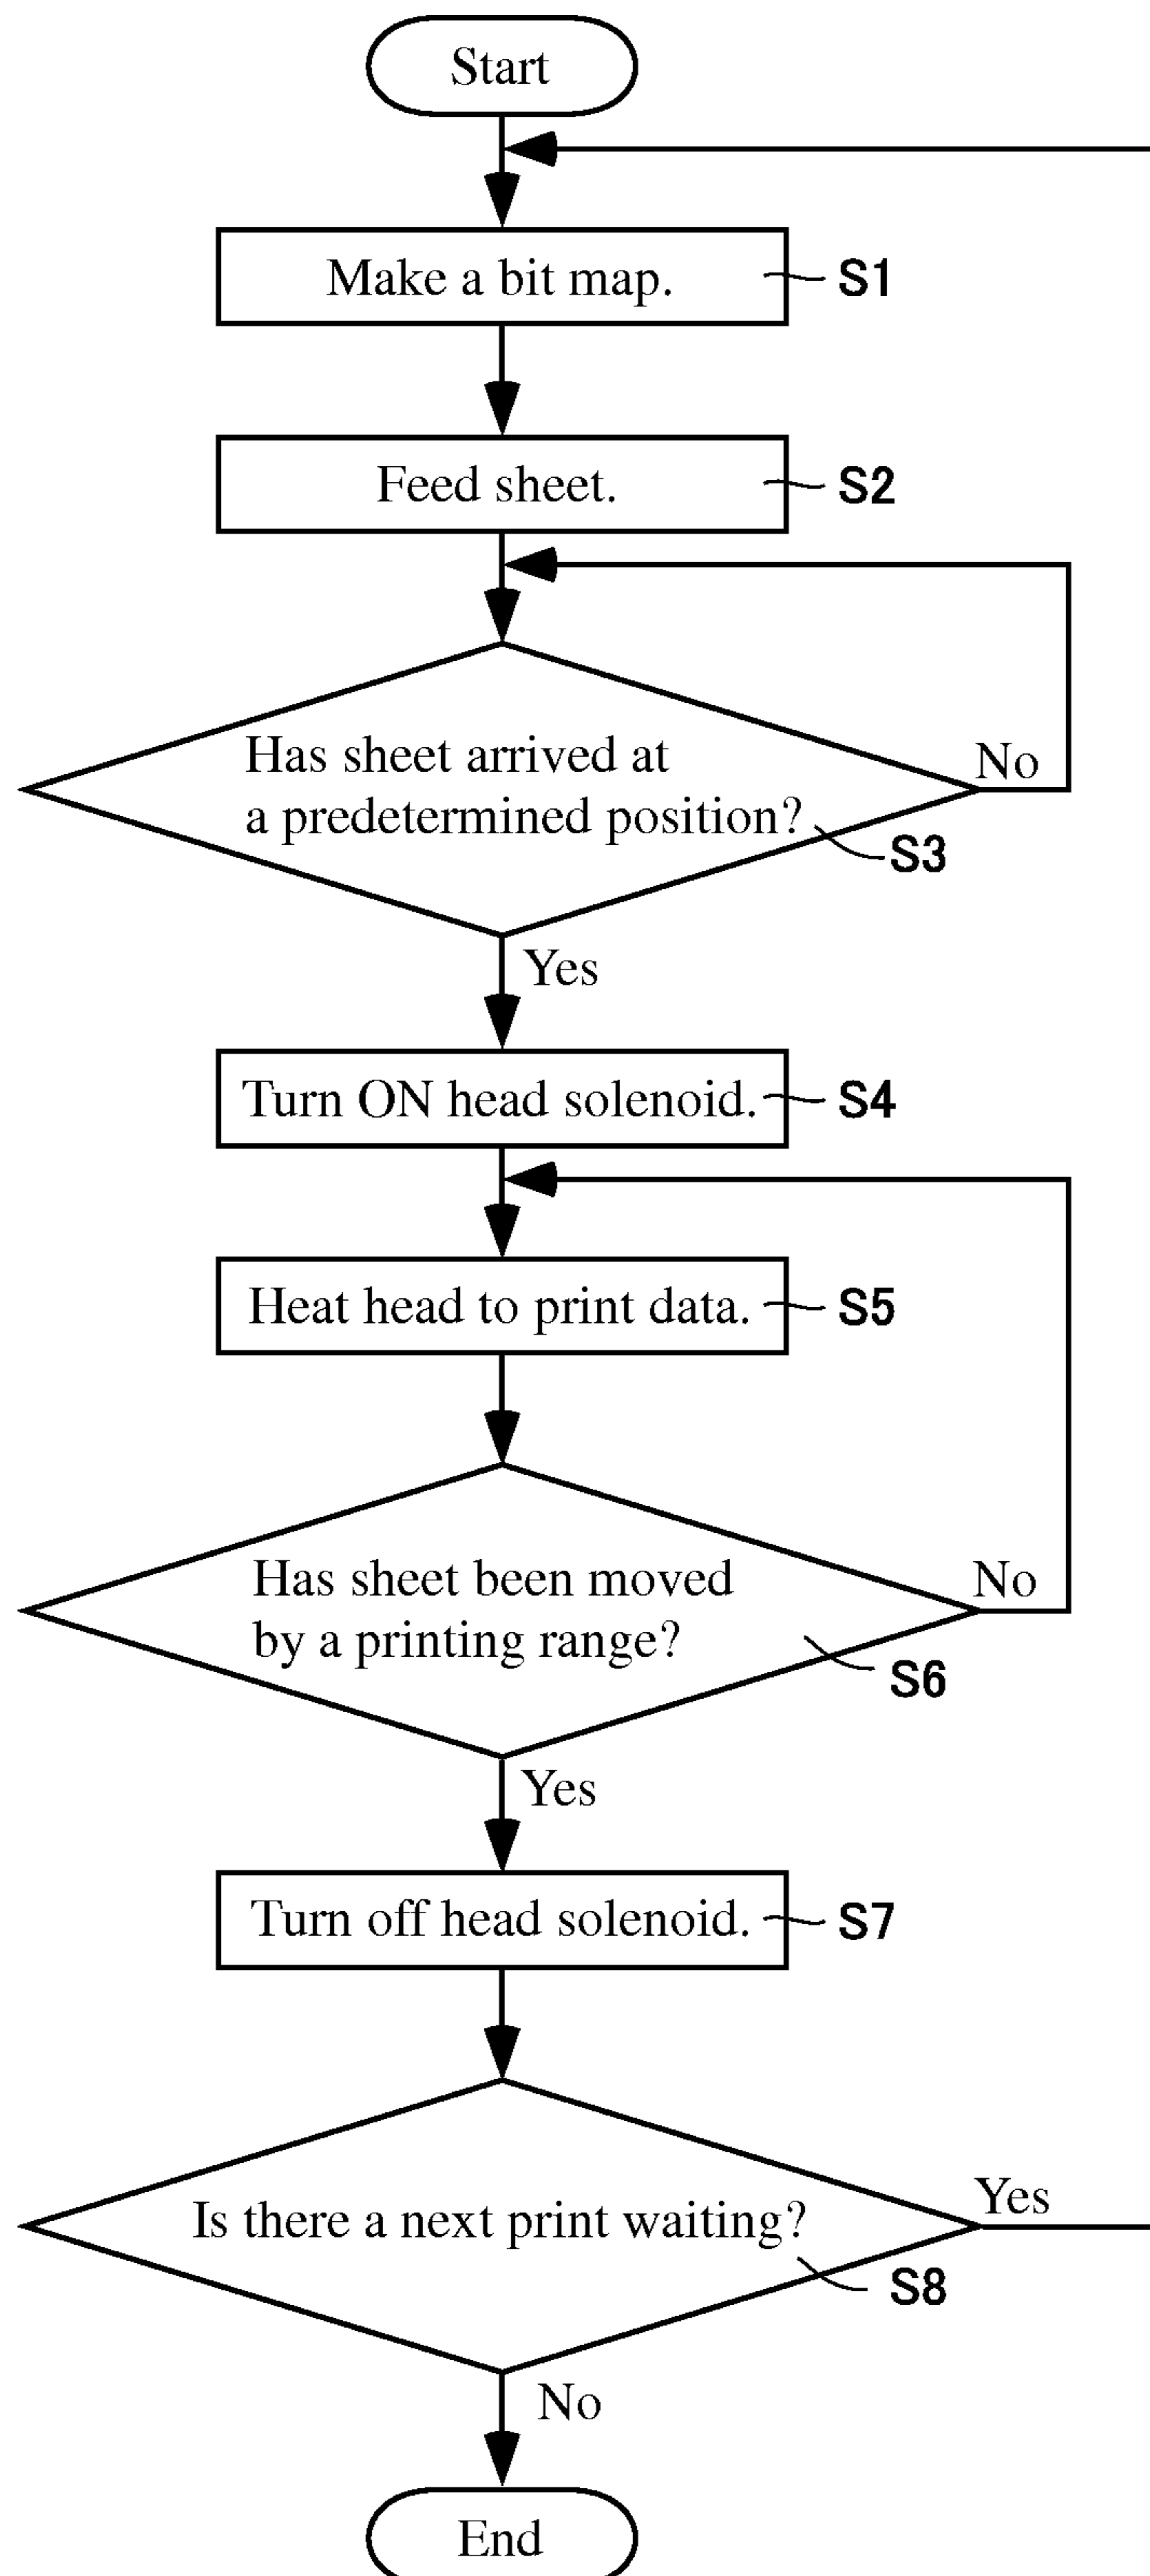 Start
Make a bit map.
S1
Feed sheet.
S2
Has sheet arrived at
a predetermined position?
No
S3
Yes
Turn ON head solenoid.
S4
Heat head to print data.
S5
Has sheet been moved
by a printing range?
No
S6
Yes
Turn off head solenoid.
S7
Is there a next print waiting?
Yes
S8
No
End